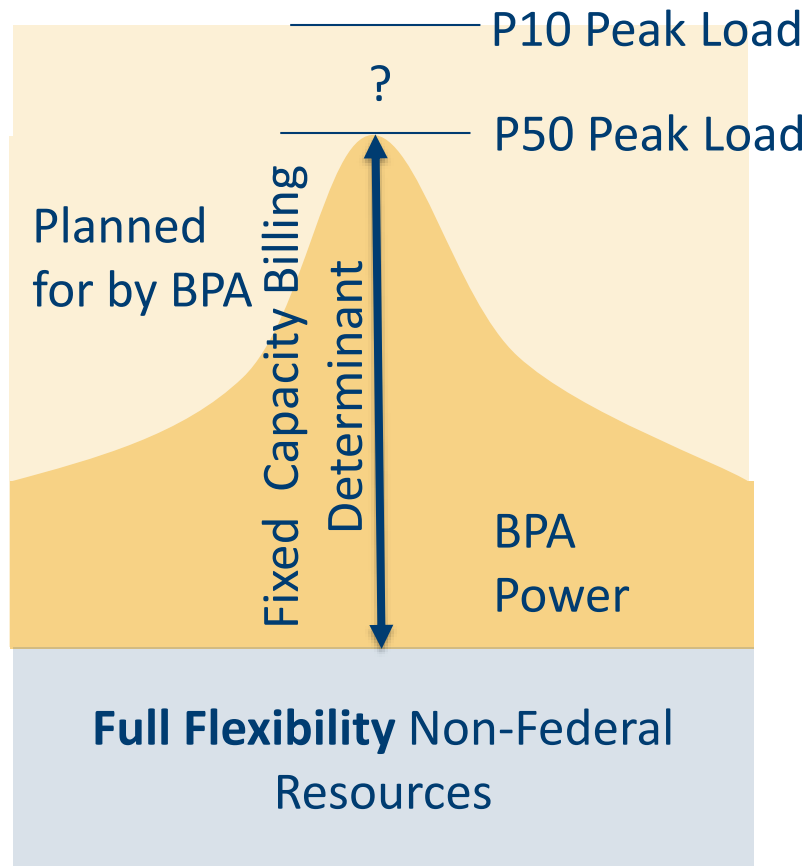 P10 Peak Load
?
P50 Peak Load
Planned
for by BPA
Fixed Capacity Billing
Determinant
BPA
Power
Full Flexibility Non-Federal
Resources